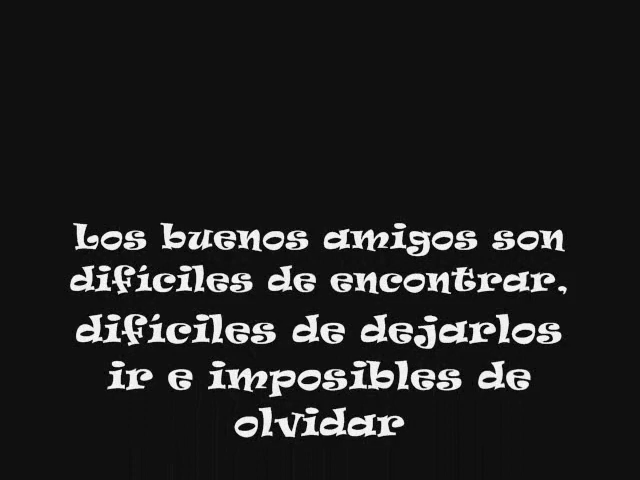 Los buenos amigos son
difíciles de encontrar,
difíciles de dejarlos
ir e imposibles de
olvidar